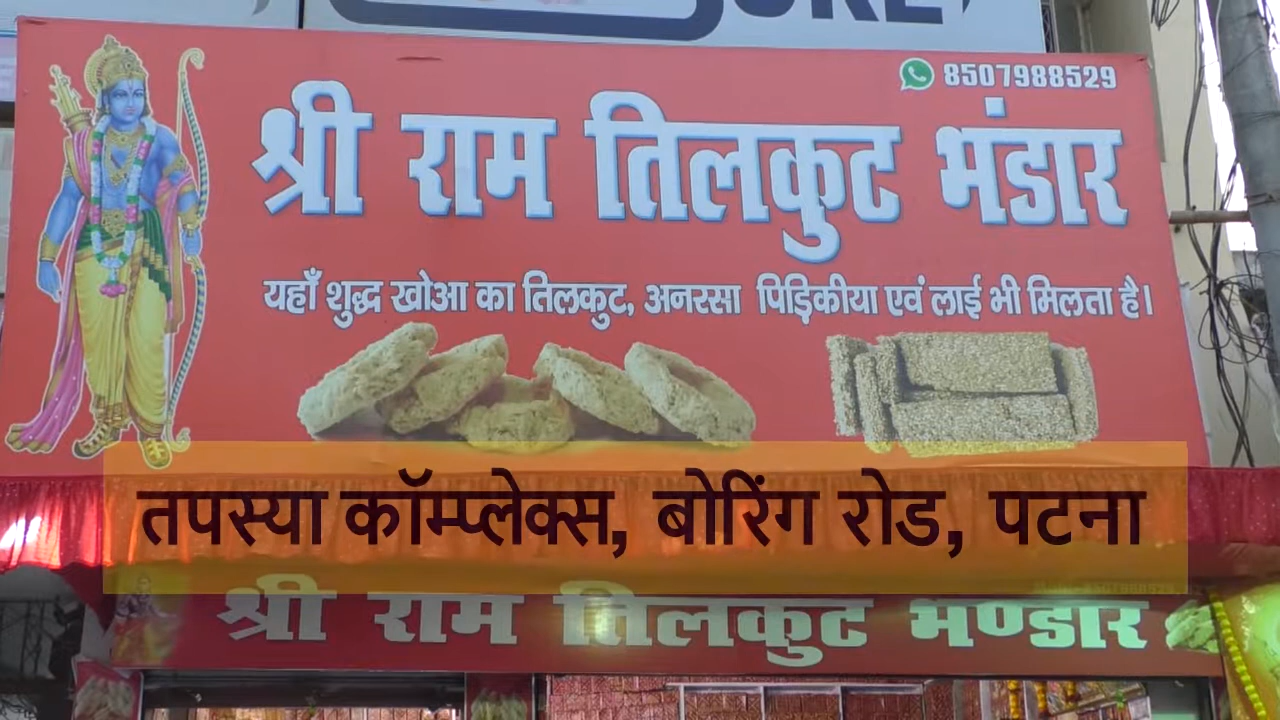 8507988529
श्री राम तिलकुट भंडार
यहाँ शुद्ध खोआ का तिलकुट, अनरसा पिड़िकीया एवं लाई भी मिलता है।
तपस्या कॉम्प्लेक्स, बोरिंग रोड, पटना
श्री राम तिलकुट भण्डार